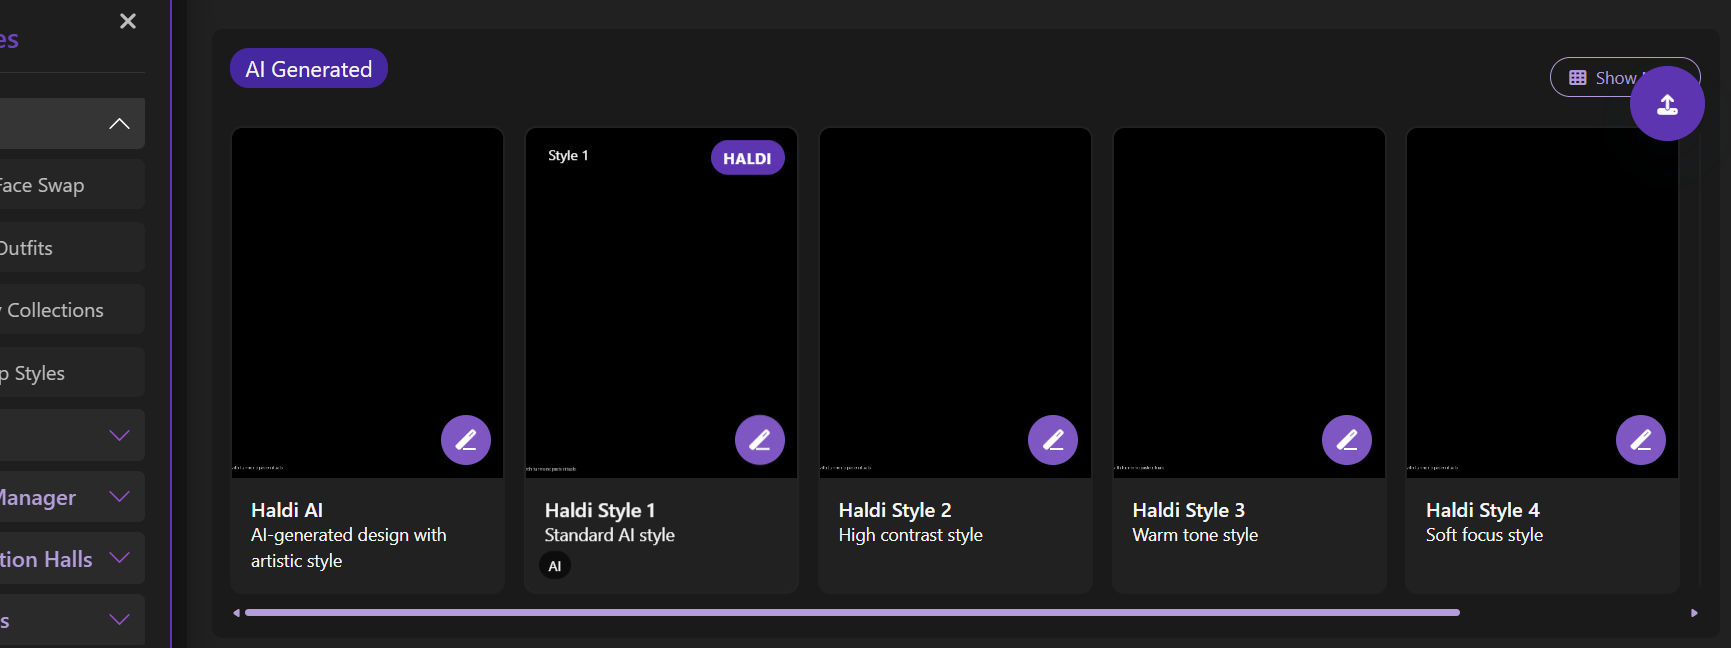 es
AI Generated
Show
Face Swap
Outfits
Collections
p Styles
Manager
tion Halls
s
Style 1
HALDI
Haldi AI
AI-generated design with
artistic style
Haldi Style 1
Standard AI style
AI
Haldi Style 2
High contrast style
Haldi Style 3
Warm tone style
Haldi Style 4
Soft focus style